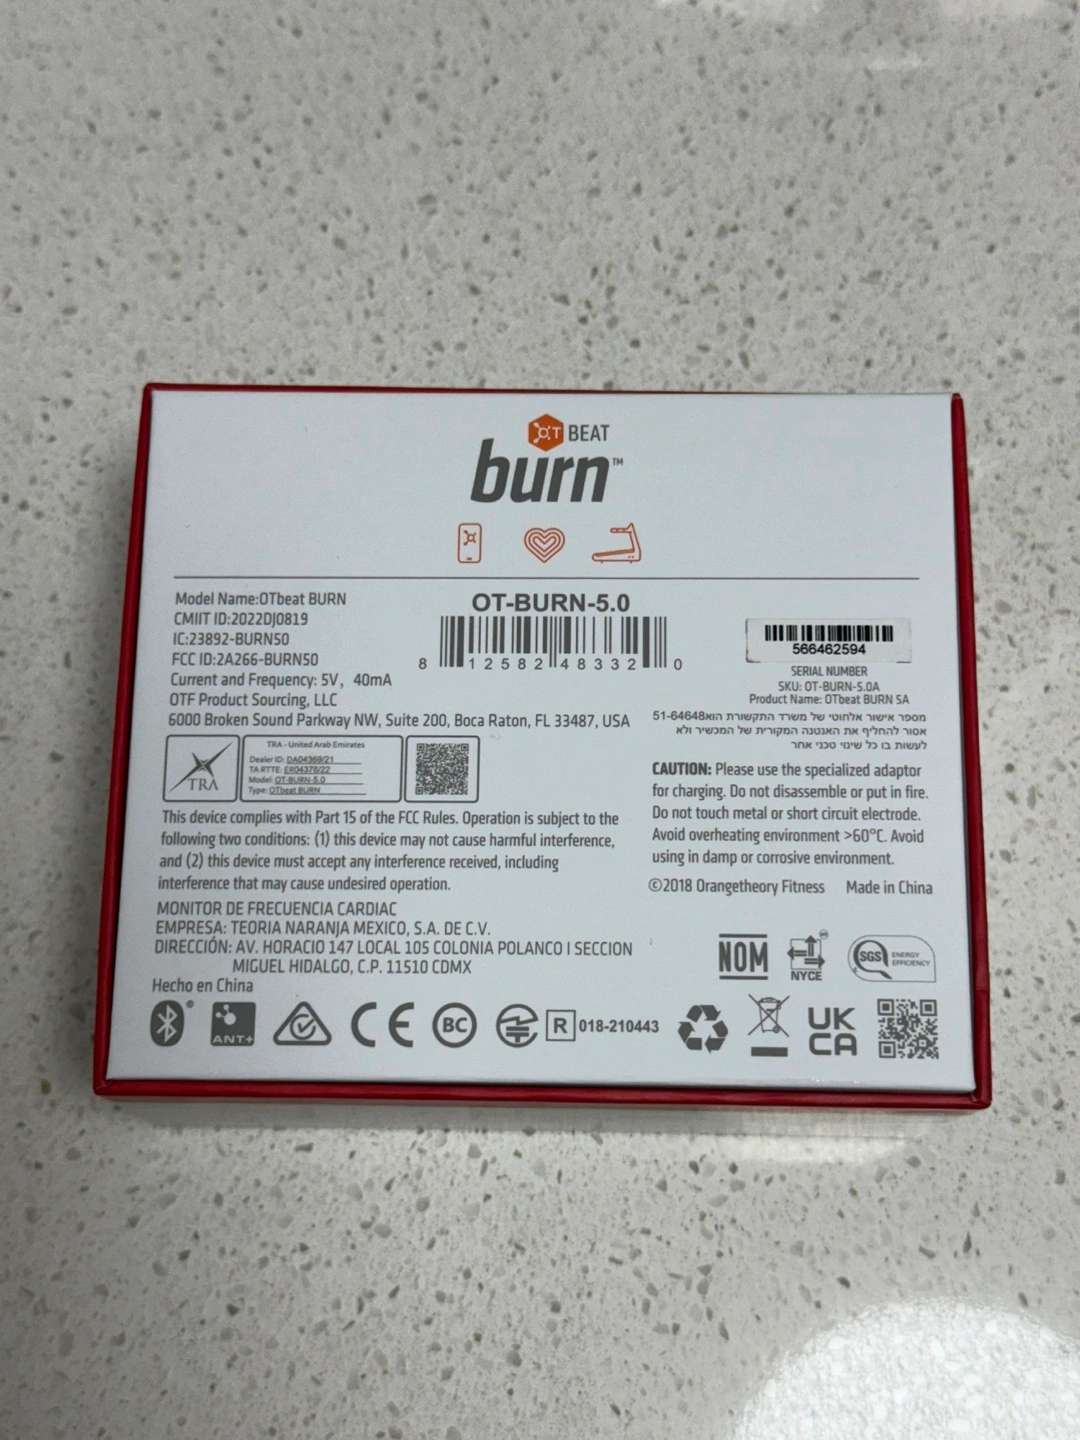 OT BEAT
burn™
Model Name:OTbeat BURN
CMIIT ID:2022DJ0819
IC:23892-BURN50
FCC ID:2A266-BURN50
Current and Frequency: 5V, 40mA
OTF Product Sourcing, LLC
6000 Broken Sound Parkway NW, Suite 200, Boca Raton, FL 33487, USA
OT-BURN-5.0
8 12582 48332 0
566462594
SERIAL NUMBER
SKU: OT-BURN-5.0A
Product Name: OTbeat BURN 5A
מספר אישור אלחוטי של משרד התקשורת הוא51-64648
אסור להחליף את האנטנה המקורית של המכשיר ולא
לעשות בו כל שינוי טכני אחר
TRA
TRA - United Arab Emirates
Dealer ID: DA04369/21
TA RTTE: ER04376/22
Model: OT-BURN-5.0
Type: OTbeat BURN
This device complies with Part 15 of the FCC Rules. Operation is subject to the
following two conditions: (1) this device may not cause harmful interference,
and (2) this device must accept any interference received, including
interference that may cause undesired operation.
CAUTION: Please use the specialized adaptor
for charging. Do not disassemble or put in fire.
Do not touch metal or short circuit electrode.
Avoid overheating environment >60°C. Avoid
using in damp or corrosive environment.
©2018 Orangetheory Fitness Made in China
MONITOR DE FRECUENCIA CARDIAC
EMPRESA: TEORIA NARANJA MEXICO, S.A. DE C.V.
DIRECCIÓN: AV. HORACIO 147 LOCAL 105 COLONIA POLANCO I SECCION
MIGUEL HIDALGO, C.P. 11510 CDMX
Hecho en China
NOM
NYCE
SGS ENERGY
EFFICIENCY
ANT+
CE
BC
R 018-210443
UK
CA